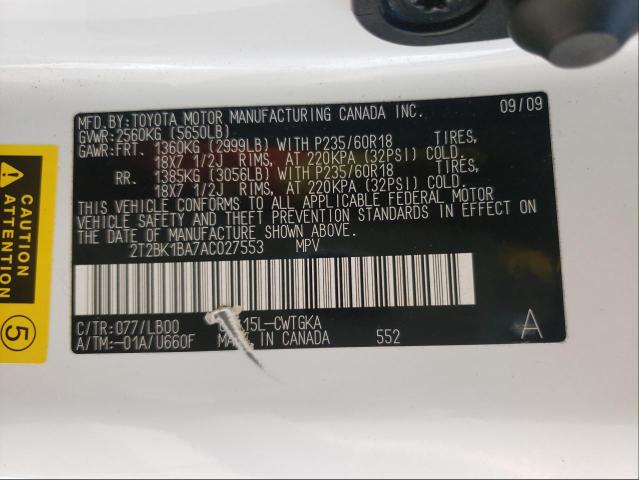 MFD.BY:TOYOTA MOTOR MANUFACTURING CANADA INC. 09/09
GVWR:2560KG (5650LB)
GAWR:FRT. 1360KG (2999LB) WITH P235/60R18 TIRES,
18X7 1/2J RIMS, AT 220KPA (32PSI) COLD.
RR. 1385KG (3056LB) WITH P235/60R18 TIRES,
18X7 1/2J RIMS, AT 220KPA (32PSI) COLD.
THIS VEHICLE CONFORMS TO ALL APPLICABLE FEDERAL MOTOR
VEHICLE SAFETY AND THEFT PREVENTION STANDARDS IN EFFECT ON
THE DATE OF MANUFACTURE SHOWN ABOVE.
2T2BK1BA7AC027553 MPV
C/TR:077/LB00 15L-CWTGKA
A/TM:-01A/U660F MADE IN CANADA 552
A
CAUTION
5